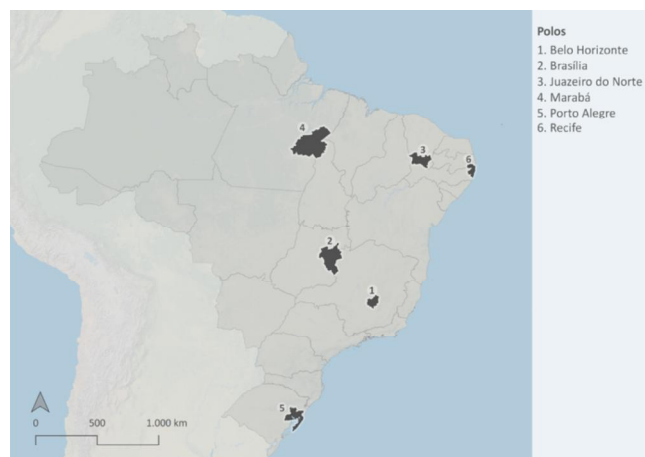 Polos
1. Belo Horizonte
2. Brasília
3. Juazeiro do Norte
4. Marabá
5. Porto Alegre
6. Recife
4
3
6
2
1
5
0 500 1.000 km